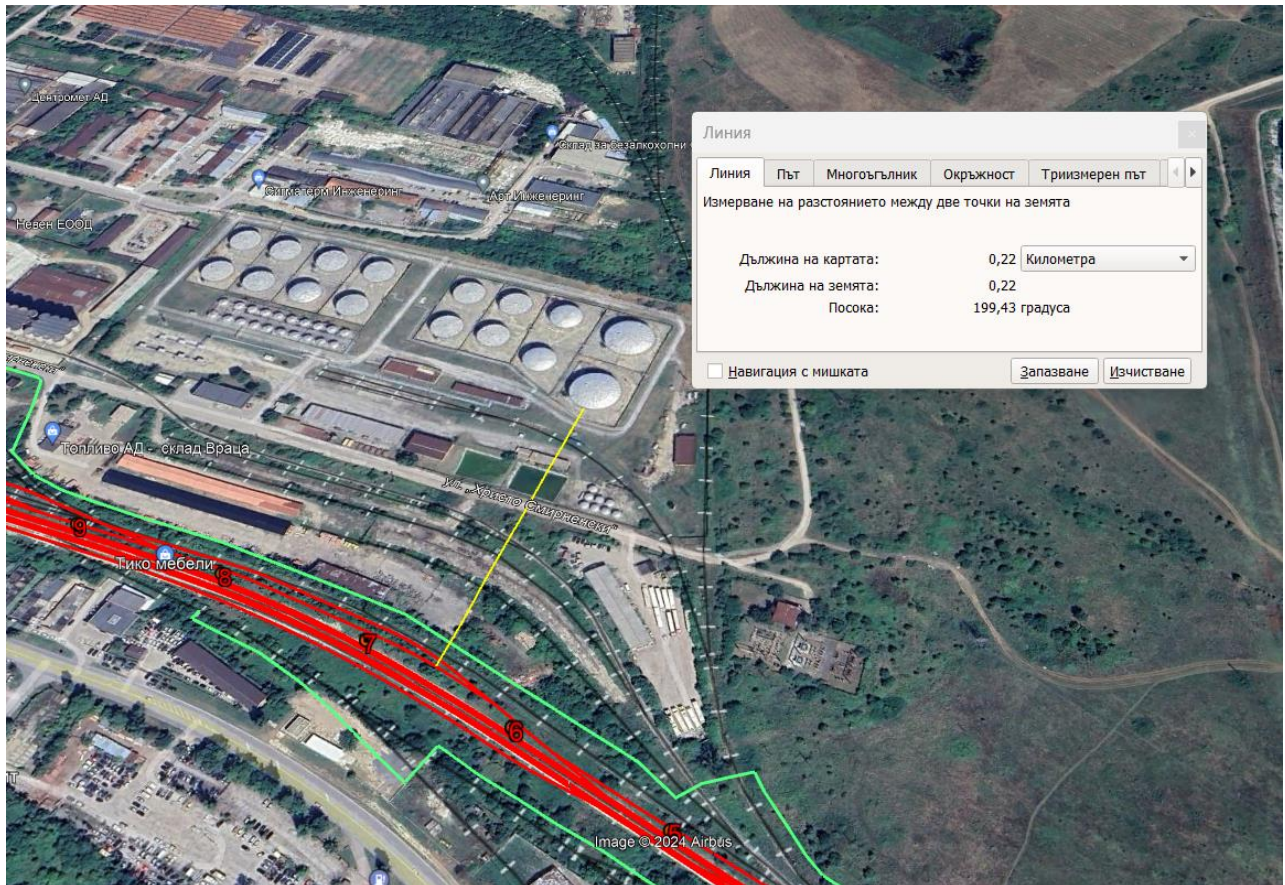 Центромет АД
Склад за безалкохолни
Ситматерм Инженеринг
Арт Инженеринг
Невен ЕООД
Линия
Линия
Път
Многоъгълник
Окръжност
Триизмерен път
Измерване на разстоянието между две точки на земята
Дължина на картата:
0,22
Километра
Дължина на земята:
0,22
Посока:
199,43 градуса
Навигация с мишката
Запазване
Изчистване
Топливо АД - склад Враца
ул. „Христо Смирненски“
9
Тико мебели
8
7
6
5
Image © 2024 Airbus